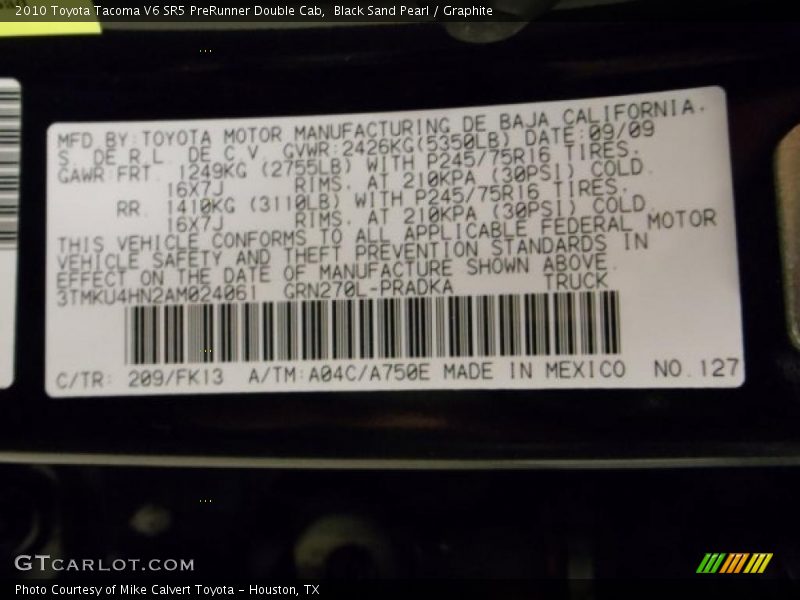 2010 Toyota Tacoma V6 SR5 PreRunner Double Cab,  Black Sand Pearl / Graphite
MFD BY:TOYOTA MOTOR MANUFACTURING DE BAJA CALIFORNIA.
S. DE R.L. DE C.V. GVWR:2426KG(5350LB) DATE:09/09
GAWR FRT. 1249KG (2755LB) WITH P245/75R16 TIRES.
16X7J RIMS. AT 210KPA (30PSI) COLD.
RR. 1410KG (3110LB) WITH P245/75R16 TIRES.
16X7J RIMS. AT 210KPA (30PSI) COLD.
THIS VEHICLE CONFORMS TO ALL APPLICABLE FEDERAL MOTOR
VEHICLE SAFETY AND THEFT PREVENTION STANDARDS IN
EFFECT ON THE DATE OF MANUFACTURE SHOWN ABOVE.
3TMKU4HN2AM024061 GRN270L-PRADKA TRUCK
C/TR: 209/FK13 A/TM:A04C/A750E MADE IN MEXICO NO.127
GTCARLOT.COM
Photo Courtesy of Mike Calvert Toyota - Houston, TX